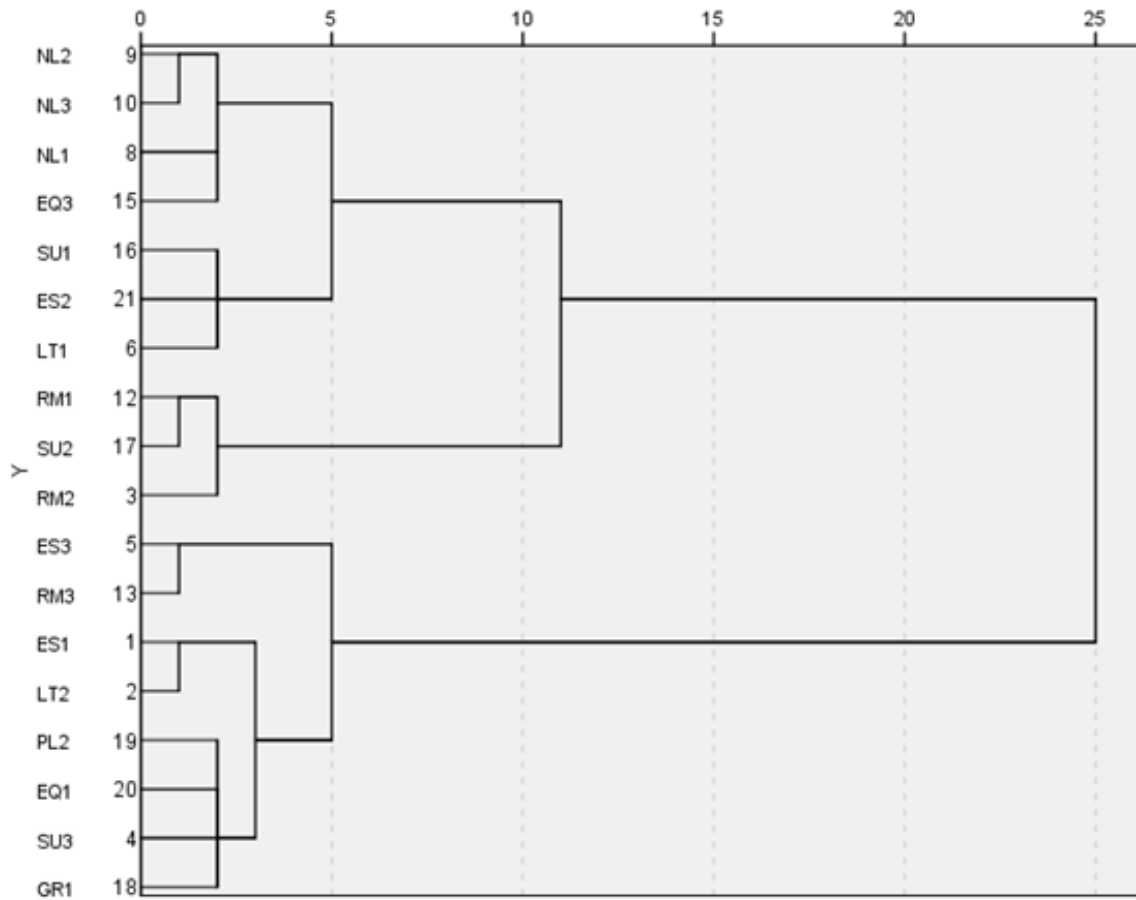 0 5 10 15 20 25
NL2 9
NL3 10
NL1 8
EQ3 15
SU1 16
ES2 21
LT1 6
RM1 12
SU2 17
Y
RM2 3
ES3 5
RM3 13
ES1 1
LT2 2
PL2 19
EQ1 20
SU3 4
GR1 18